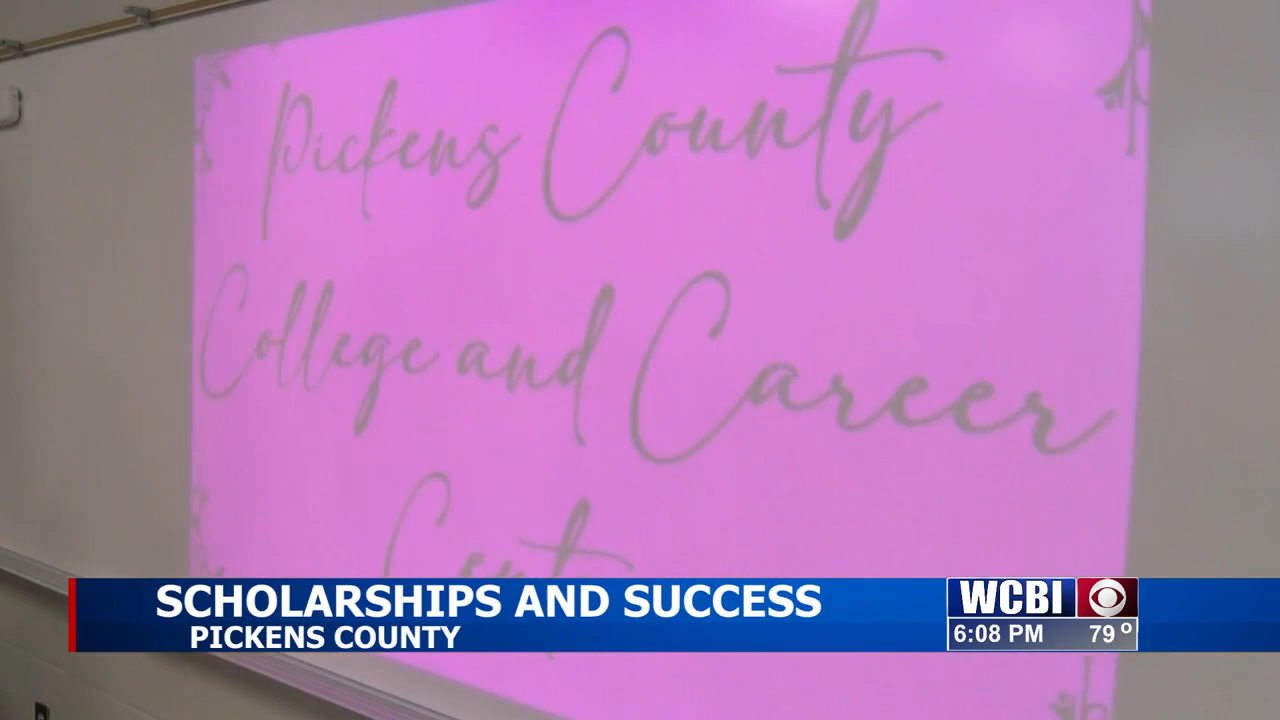 Pickens County
College and Career
SCHOLARSHIPS AND SUCCESS
PICKENS COUNTY
WCBI
6:08 PM 79°